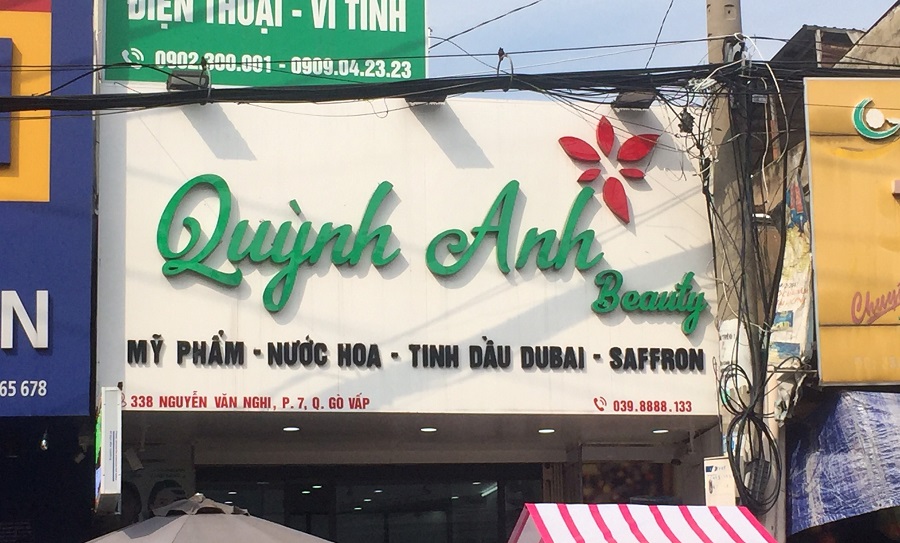 ĐIỆN THOẠI - VI TÍNH
0902.800.001 - 0909.04.23.23
Quỳnh Anh
Beauty
MỸ PHẨM - NƯỚC HOA - TINH DẦU DUBAI - SAFFRON
338 NGUYỄN VĂN NGHI, P. 7, Q. GÒ VẤP
039.8888.133
N
65 678